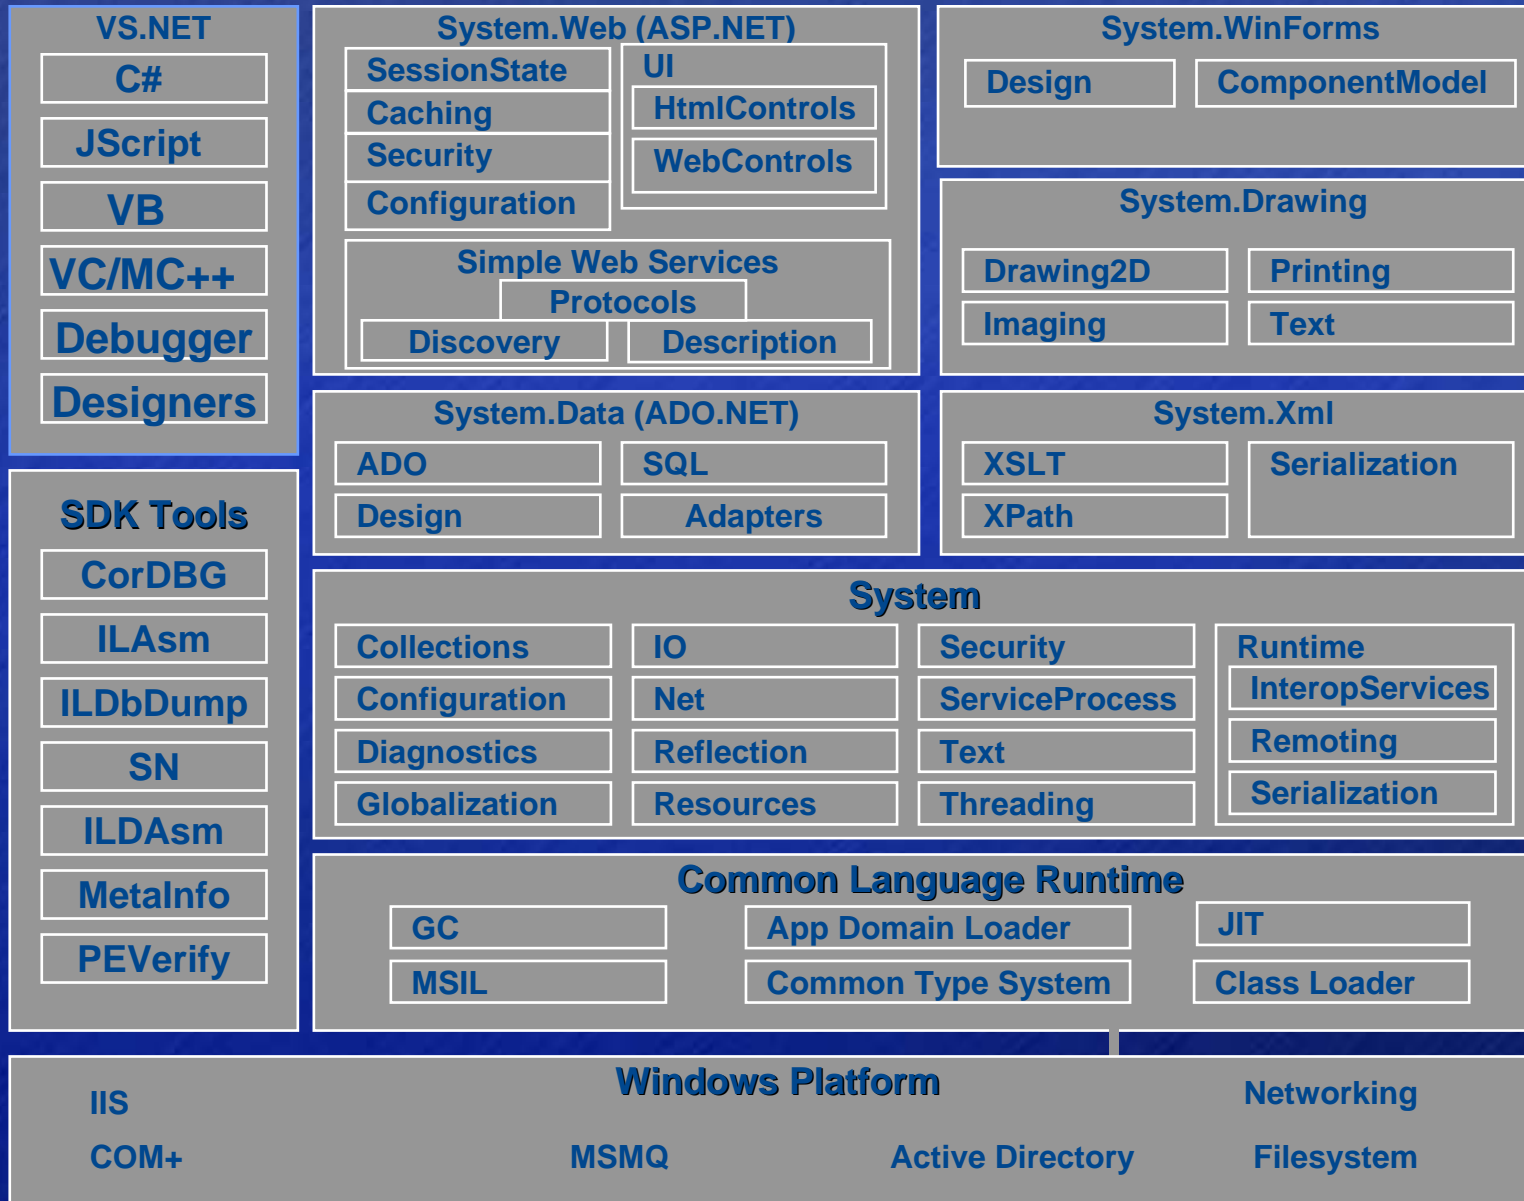 VS.NET
C#
JScript
VB
VC/MC++
Debugger
Designers
SDK Tools
CorDBG
ILAsm
ILDbDump
SN
ILDAsm
MetaInfo
PEVerify
System.Web (ASP.NET)
SessionState
Caching
Security
Configuration
UI
HtmlControls
WebControls
Simple Web Services
Protocols
Discovery
Description
System.WinForms
Design
ComponentModel
System.Drawing
Drawing2D
Printing
Imaging
Text
System.Data (ADO.NET)
ADO
SQL
Design
Adapters
System.Xml
XSLT
Serialization
XPath
System
Collections
IO
Security
Runtime
Configuration
Net
ServiceProcess
InteropServices
Diagnostics
Reflection
Text
Remoting
Globalization
Resources
Threading
Serialization
Common Language Runtime
GC
App Domain Loader
JIT
MSIL
Common Type System
Class Loader
Windows Platform
IIS
Networking
COM+
MSMQ
Active Directory
Filesystem